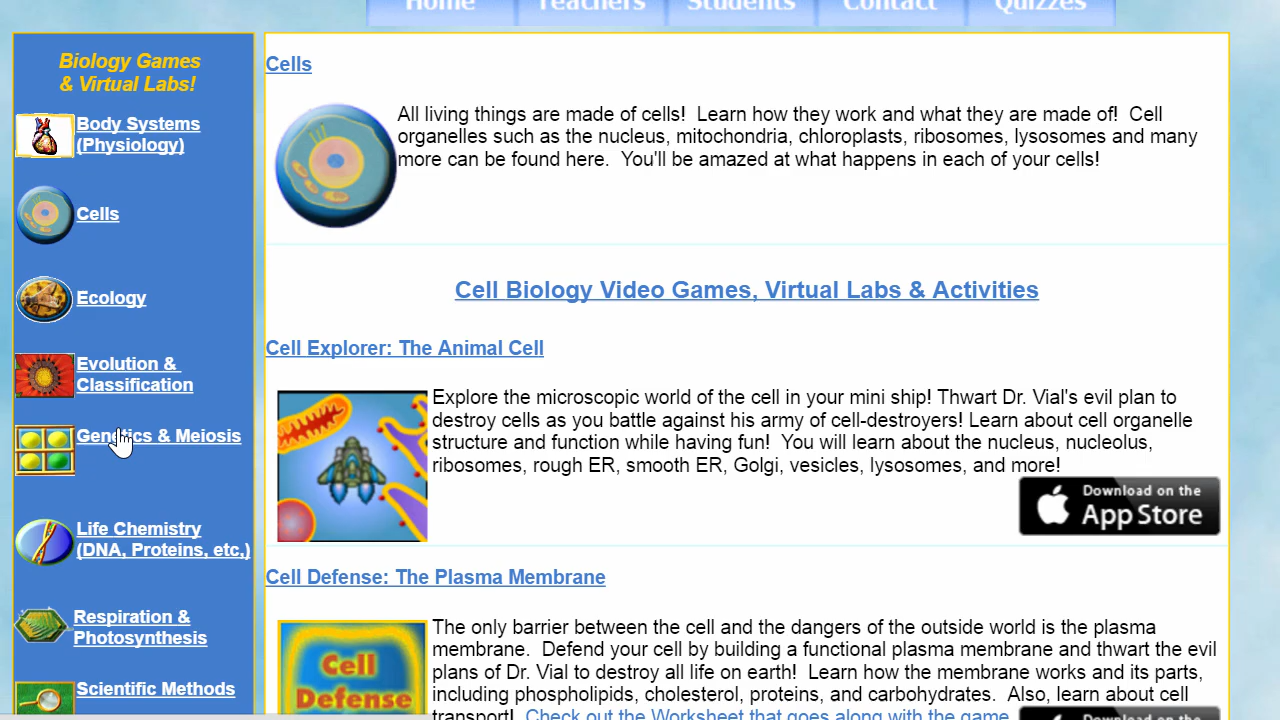 Home Teachers Students Contact Quizzes
Biology Games
& Virtual Labs!
Body Systems
(Physiology)
Cells
Ecology
Evolution &
Classification
Genetics & Meiosis
Life Chemistry
(DNA, Proteins, etc,)
Respiration &
Photosynthesis
Scientific Methods
Cells
All living things are made of cells! Learn how they work and what they are made of! Cell
organelles such as the nucleus, mitochondria, chloroplasts, ribosomes, lysosomes and many
more can be found here. You'll be amazed at what happens in each of your cells!
Cell Biology Video Games, Virtual Labs & Activities
Cell Explorer: The Animal Cell
Explore the microscopic world of the cell in your mini ship! Thwart Dr. Vial's evil plan to
destroy cells as you battle against his army of cell-destroyers! Learn about cell organelle
structure and function while having fun! You will learn about the nucleus, nucleolus,
ribosomes, rough ER, smooth ER, Golgi, vesicles, lysosomes, and more!
Download on the
App Store
Cell Defense: The Plasma Membrane
Cell
Defense
The only barrier between the cell and the dangers of the outside world is the plasma
membrane. Defend your cell by building a functional plasma membrane and thwart the evil
plans of Dr. Vial to destroy all life on earth! Learn how the membrane works and its parts,
including phospholipids, cholesterol, proteins, and carbohydrates. Also, learn about cell
transport! Check out the Worksheet that goes along with the game
Download on the